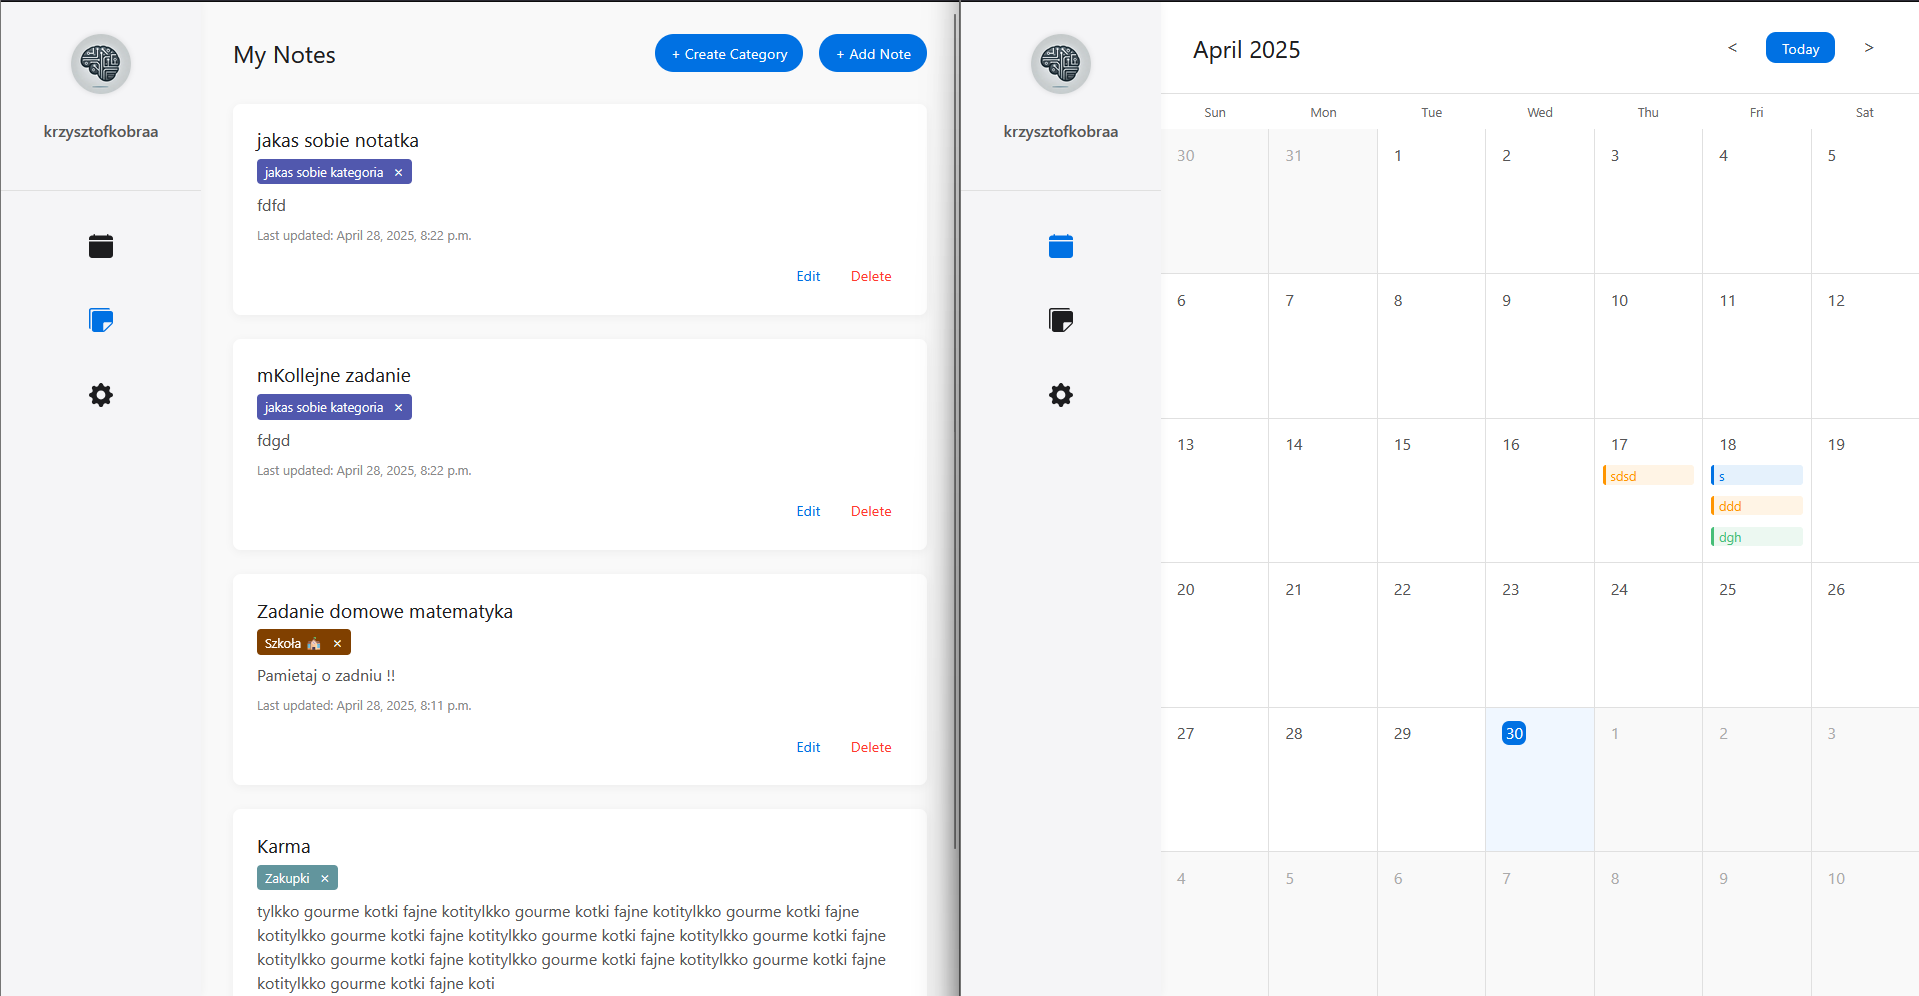 krzysztofkobraa
My Notes
+ Create Category
+ Add Note
jakas sobie notatka
jakas sobie kategoria ×
fdfd
Last updated: April 28, 2025, 8:22 p.m.
Edit Delete
mKollejne zadanie
jakas sobie kategoria ×
fdgd
Last updated: April 28, 2025, 8:22 p.m.
Edit Delete
Zadanie domowe matematyka
Szkoła ×
Pamietaj o zadniu !!
Last updated: April 28, 2025, 8:11 p.m.
Edit Delete
Karma
Zakupki ×
tylkko gourme kotki fajne kotitylkko gourme kotki fajne kotitylkko gourme kotki fajne
kotitylkko gourme kotki fajne kotitylkko gourme kotki fajne kotitylkko gourme kotki fajne
kotitylkko gourme kotki fajne kotitylkko gourme kotki fajne kotitylkko gourme kotki fajne
kotitylkko gourme kotki fajne koti
krzysztofkobraa
April 2025
< Today >
Sun Mon Tue Wed Thu Fri Sat
30 31 1 2 3 4 5
6 7 8 9 10 11 12
13 14 15 16 17 18 19
sdsd s
ddd
dgh
20 21 22 23 24 25 26
27 28 29 30 1 2 3
4 5 6 7 8 9 10